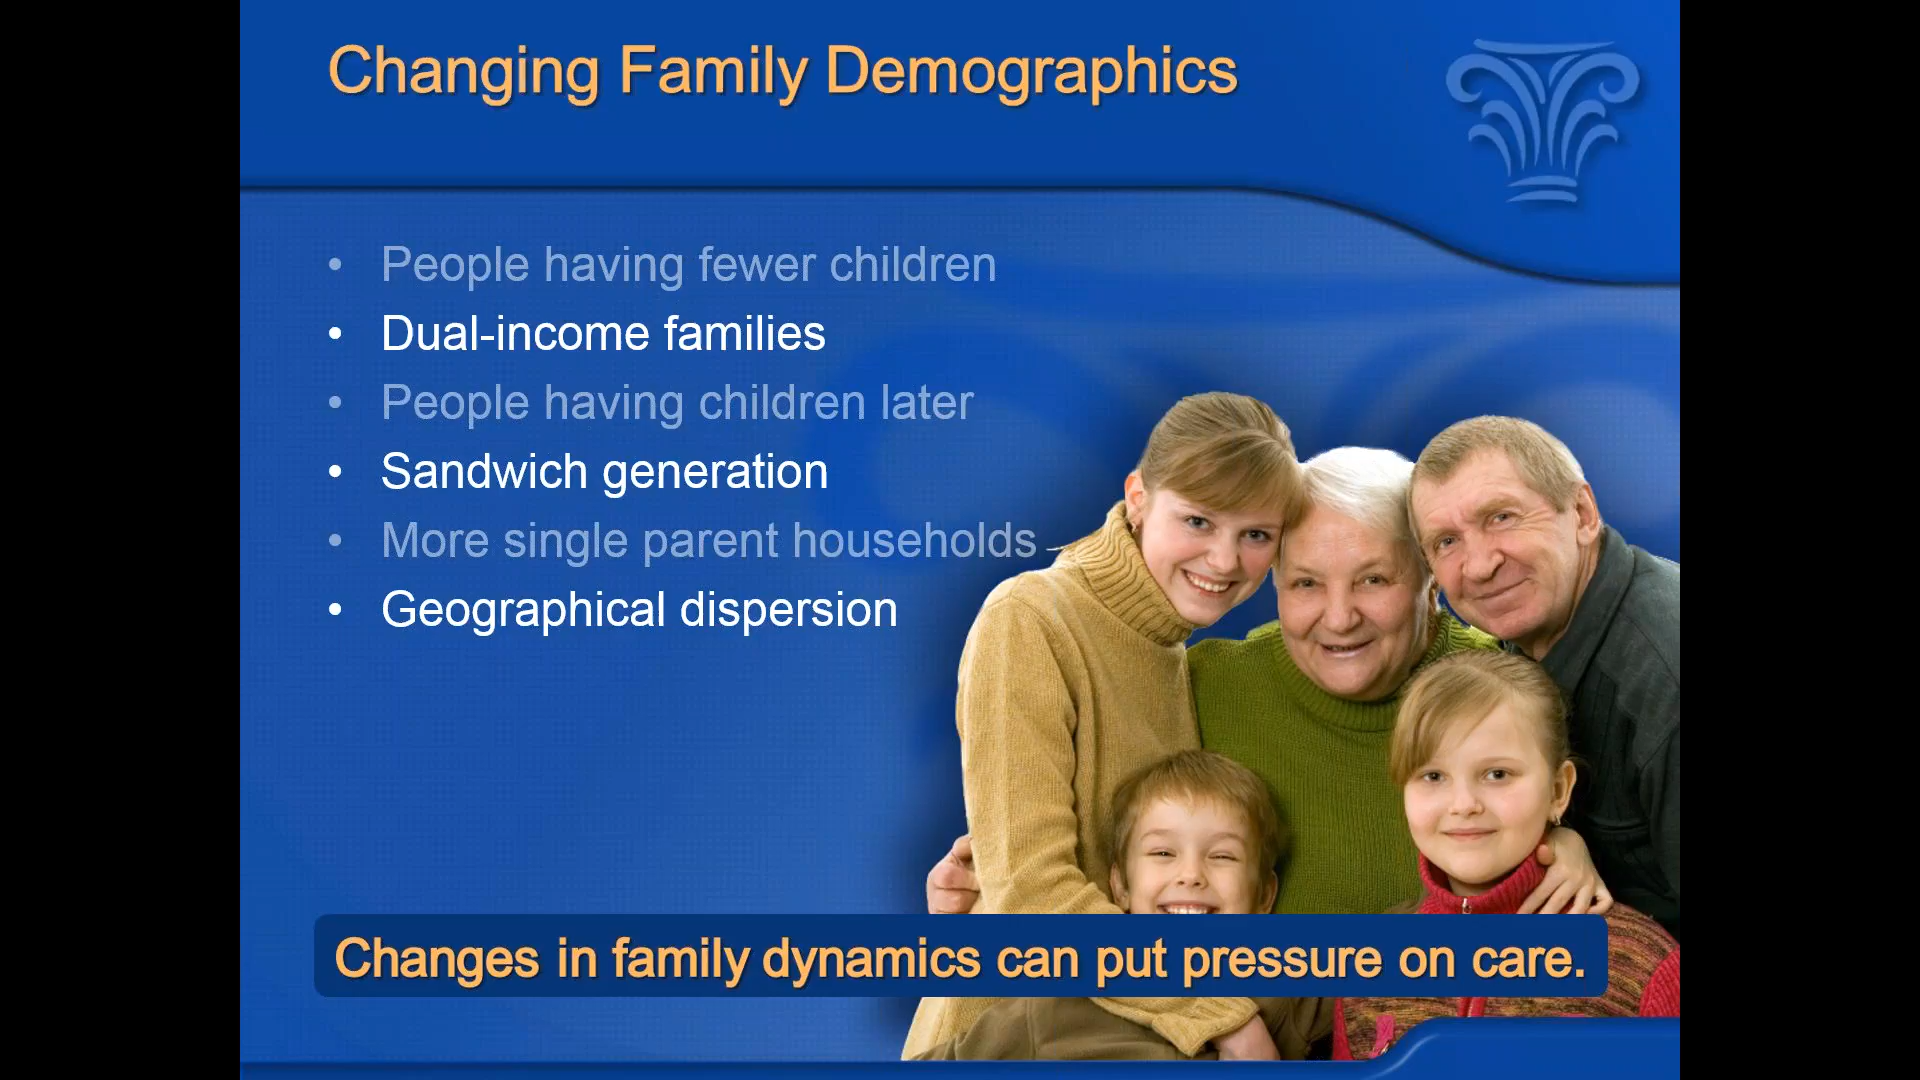 Changing Family Demographics
• People having fewer children
• Dual-income families
• People having children later
• Sandwich generation
• More single parent households
• Geographical dispersion
Changes in family dynamics can put pressure on care.